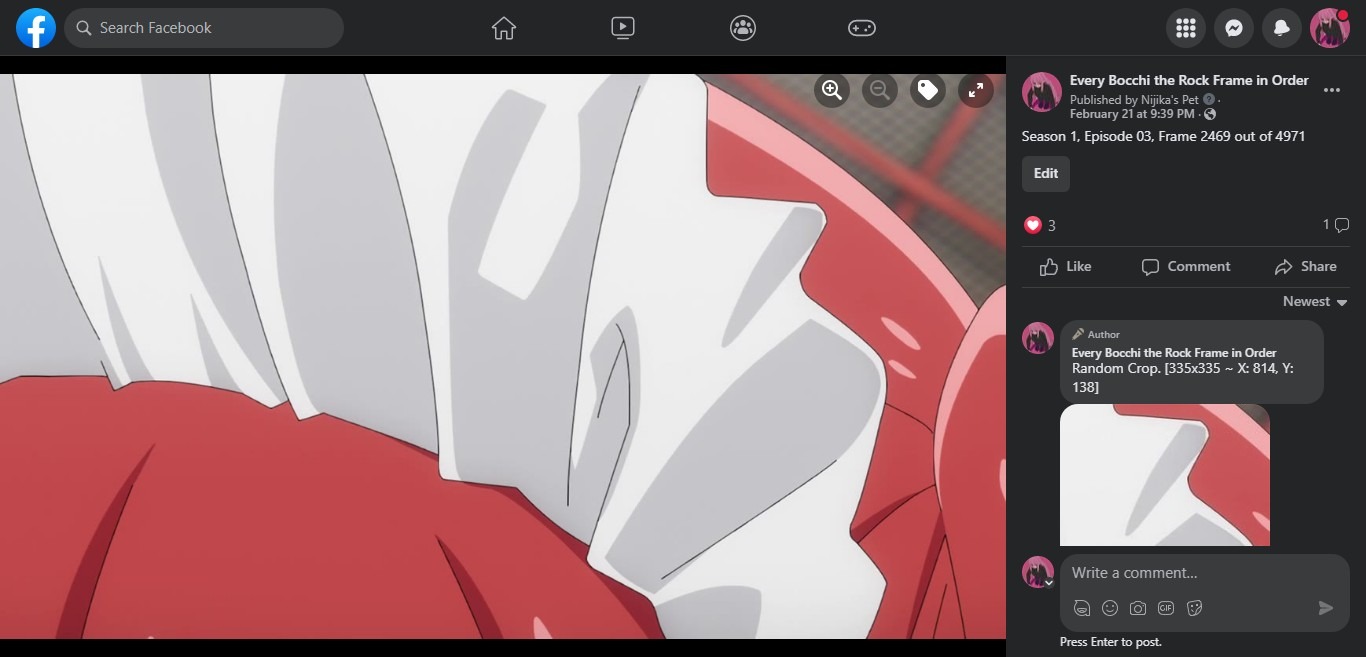 Search Facebook
Every Bocchi the Rock Frame in Order
Published by Nijika's Pet ·
February 21 at 9:39 PM ·
Season 1, Episode 03, Frame 2469 out of 4971
Edit
3
1
Like
Comment
Share
Newest
Author
Every Bocchi the Rock Frame in Order
Random Crop. [335x335 ~ X: 814, Y:
138]
Write a comment...
GIF
Press Enter to post.